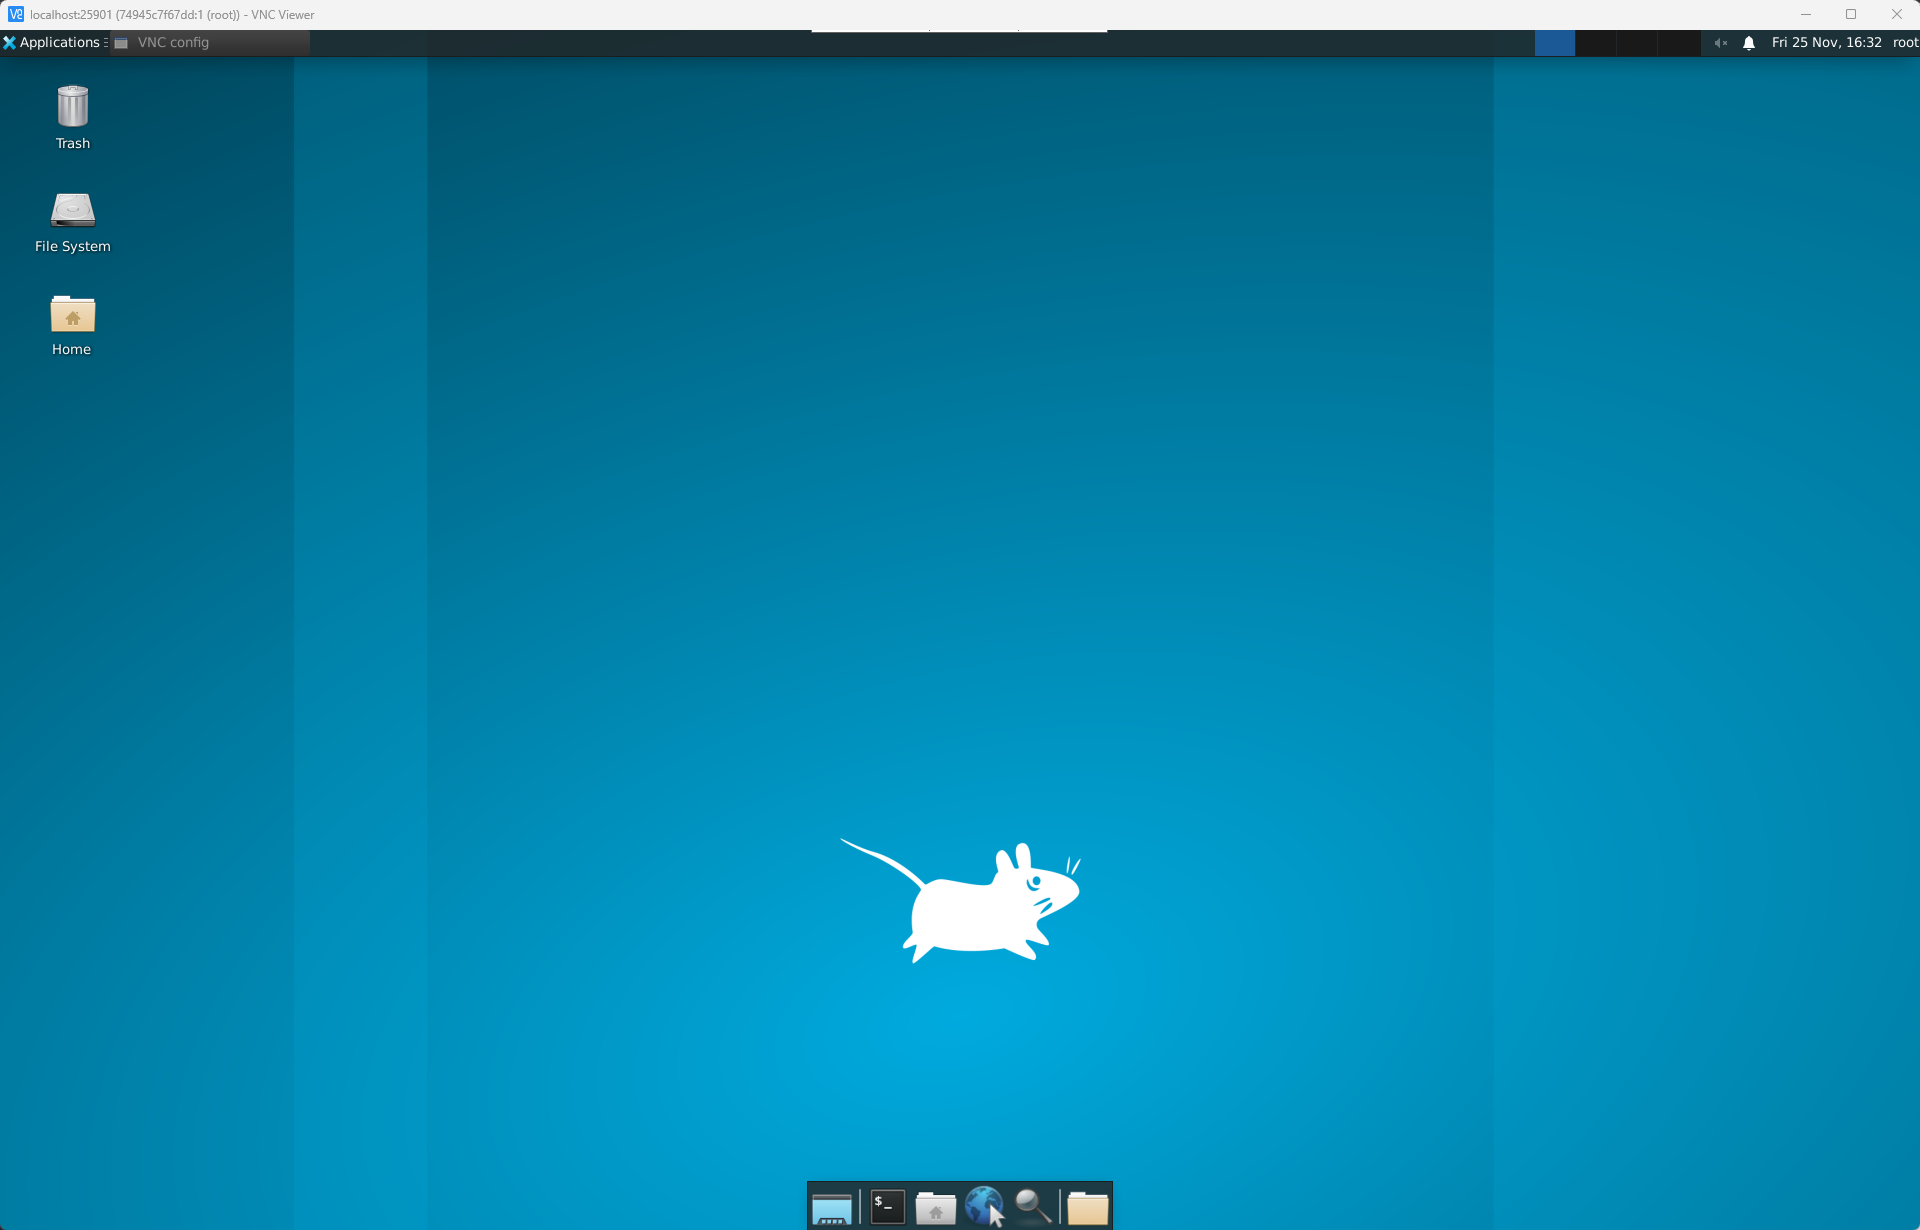 localhost:25901 (74945c7f67dd:1 (root)) - VNC Viewer
Applications VNC config Fri 25 Nov, 16:32 root
Trash
File System
Home
$_